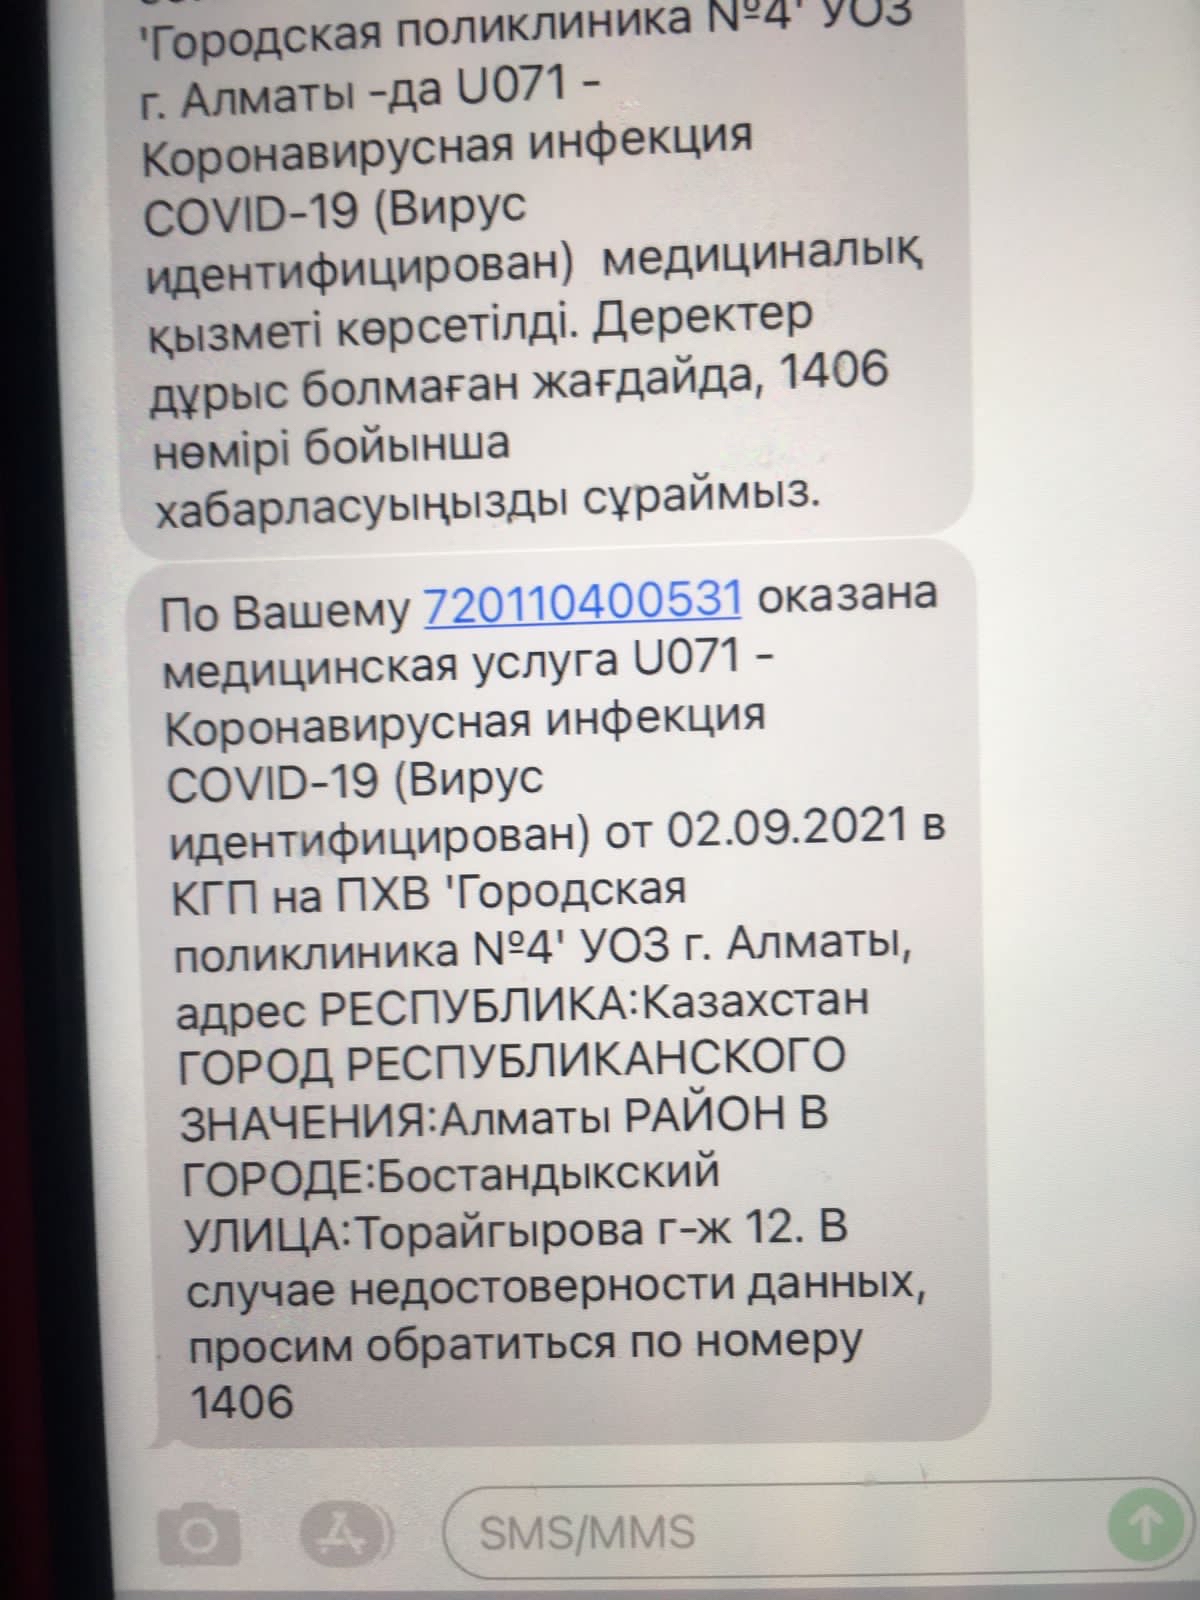 'Городская поликлиника №4' УОЗ
г. Алматы -да U071 -
Коронавирусная инфекция
COVID-19 (Вирус
идентифицирован)  медициналық
қызметі көрсетілді. Деректер
дұрыс болмаған жағдайда, 1406
нөмірі бойынша
хабарласуыңызды сұраймыз.
По Вашему 720110400531 оказана
медицинская услуга U071 -
Коронавирусная инфекция
COVID-19 (Вирус
идентифицирован) от 02.09.2021 в
КГП на ПХВ 'Городская
поликлиника №4' УОЗ г. Алматы,
адрес РЕСПУБЛИКА:Казахстан
ГОРОД РЕСПУБЛИКАНСКОГО
ЗНАЧЕНИЯ:Алматы РАЙОН В
ГОРОДЕ:Бостандыкский
УЛИЦА:Торайгырова г-ж 12. В
случае недостоверности данных,
просим обратиться по номеру
1406
SMS/MMS